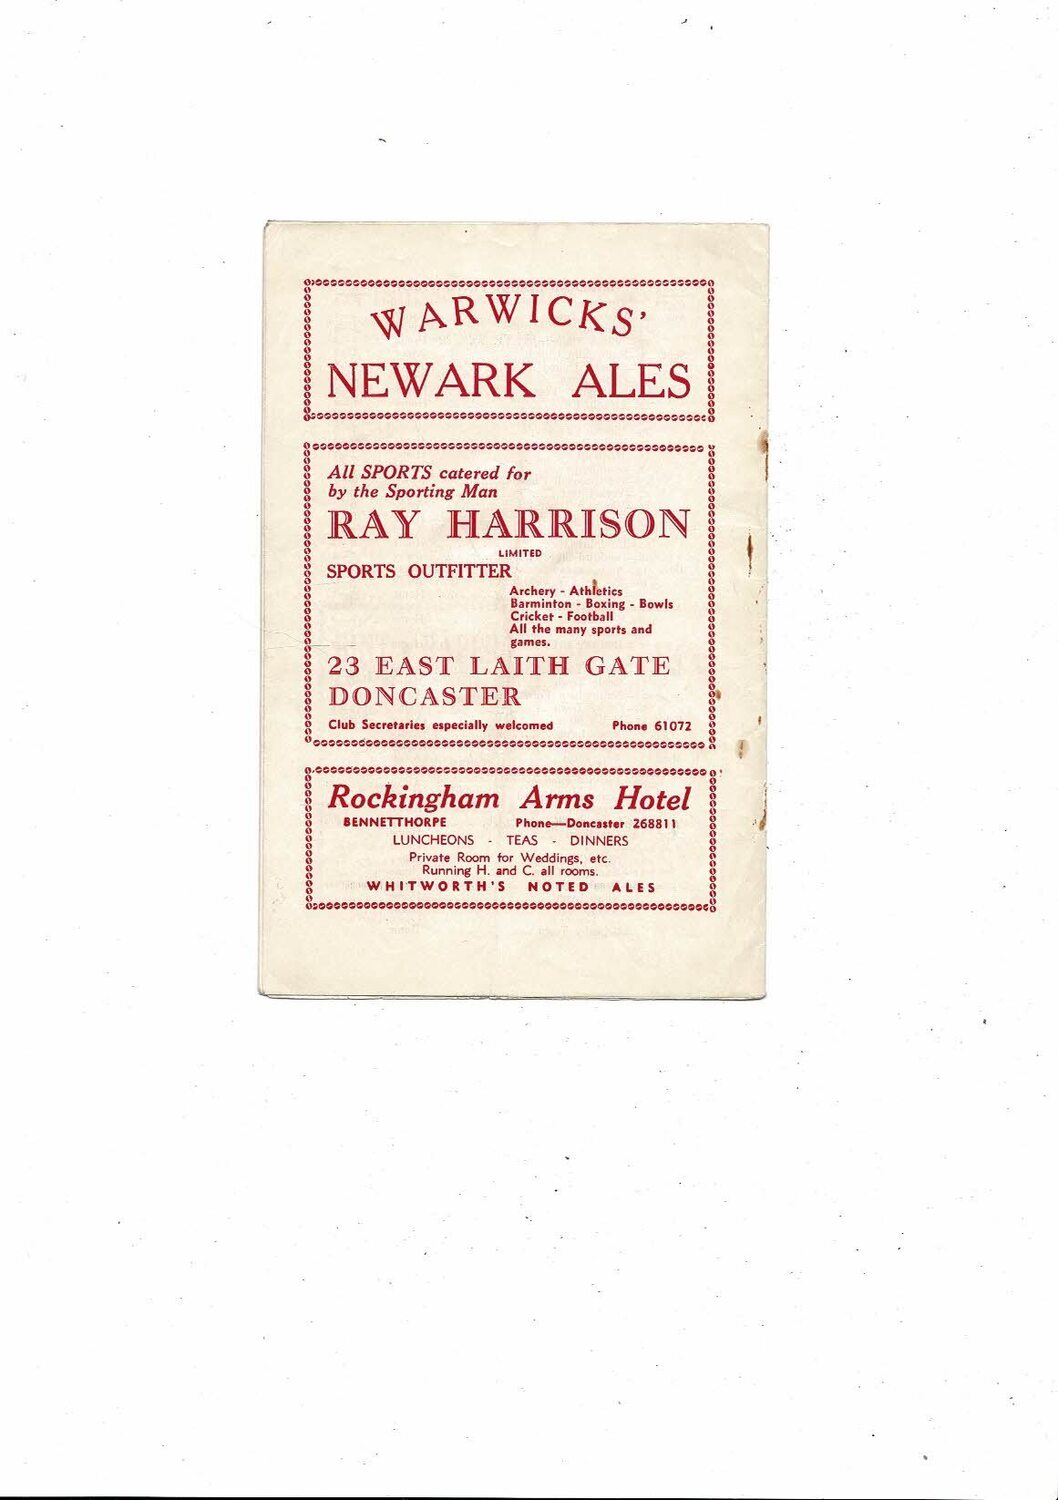 WARWICKS'
NEWARK ALES
All SPORTS catered for
by the Sporting Man
RAY HARRISON
LIMITED
SPORTS OUTFITTER
Archery - Athletics
Barminton - Boxing - Bowls
Cricket - Football
All the many sports and
games.
23 EAST LAITH GATE
DONCASTER
Club Secretaries especially welcomed Phone 61072
Rockingham Arms Hotel
BENNETTHORPE Phone—Doncaster 268811
LUNCHEONS - TEAS - DINNERS
Private Room for Weddings, etc.
Running H. and C. all rooms.
WHITWORTH'S NOTED ALES